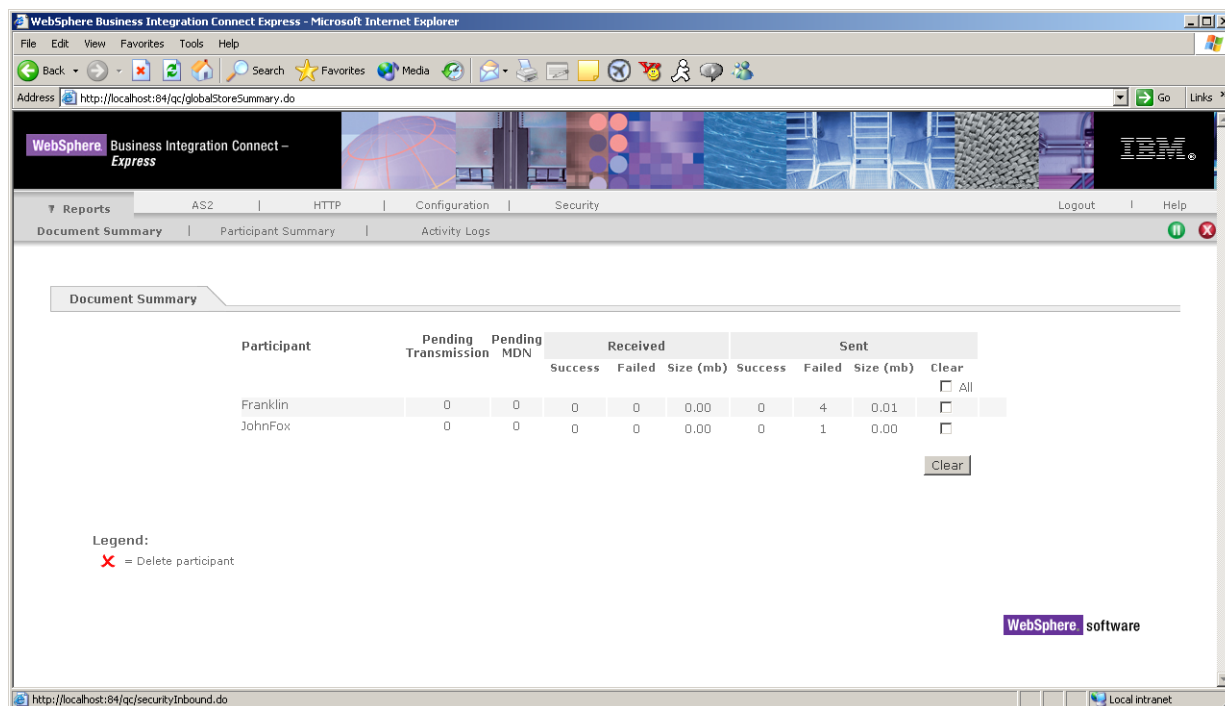 WebSphere Business Integration Connect Express - Microsoft Internet Explorer
File Edit View Favorites Tools Help
Back Search Favorites Media
Address http://localhost:84/qc/globalStoreSummary.do Go Links »
WebSphere. Business Integration Connect –
Express
IBM®
Reports AS2 | HTTP | Configuration | Security Logout | Help
Document Summary | Participant Summary | Activity Logs
Document Summary
Participant Pending Transmission Pending MDN Received Sent
Success Failed Size (mb) Success Failed Size (mb) Clear
All
Franklin 0 0 0 0 0.00 0 4 0.01
JohnFox 0 0 0 0 0.00 0 1 0.00
Clear
Legend:
X = Delete participant
WebSphere. software
http://localhost:84/qc/securityInbound.do Local intranet